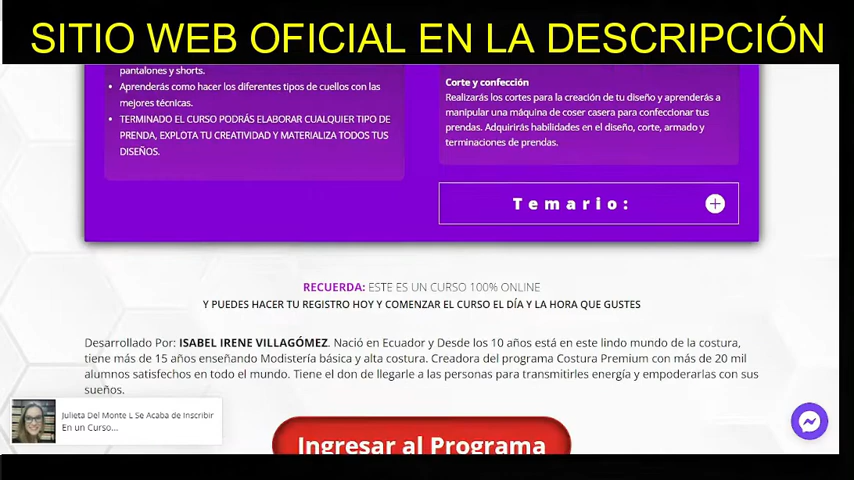 SITIO WEB OFICIAL EN LA DESCRIPCIÓN
pantalones y shorts.
Aprenderás como hacer los diferentes tipos de cuellos con las
mejores técnicas.
TERMINADO EL CURSO PODRÁS ELABORAR CUALQUIER TIPO DE
PRENDA, EXPLOTA TU CREATIVIDAD Y MATERIALIZA TODOS TUS
DISEÑOS.
Corte y confección
Realizarás los cortes para la creación de tu diseño y aprenderás a
manipular una máquina de coser casera para confeccionar tus
prendas. Adquirirás habilidades en el diseño, corte, armado y
terminaciones de prendas.
Temario:
RECUERDA: ESTE ES UN CURSO 100% ONLINE
Y PUEDES HACER TU REGISTRO HOY Y COMENZAR EL CURSO EL DÍA Y LA HORA QUE GUSTES
Desarrollado Por: ISABEL IRENE VILLAGÓMEZ. Nació en Ecuador y Desde los 10 años está en este lindo mundo de la costura,
tiene más de 15 años enseñando Modistería básica y alta costura. Creadora del programa Costura Premium con más de 20 mil
alumnos satisfechos en todo el mundo. Tiene el don de llegarle a las personas para transmitirles energía y empoderarlas con sus
sueños.
Julieta Del Monte L Se Acaba de Inscribir
En un Curso...
Ingresar al Programa